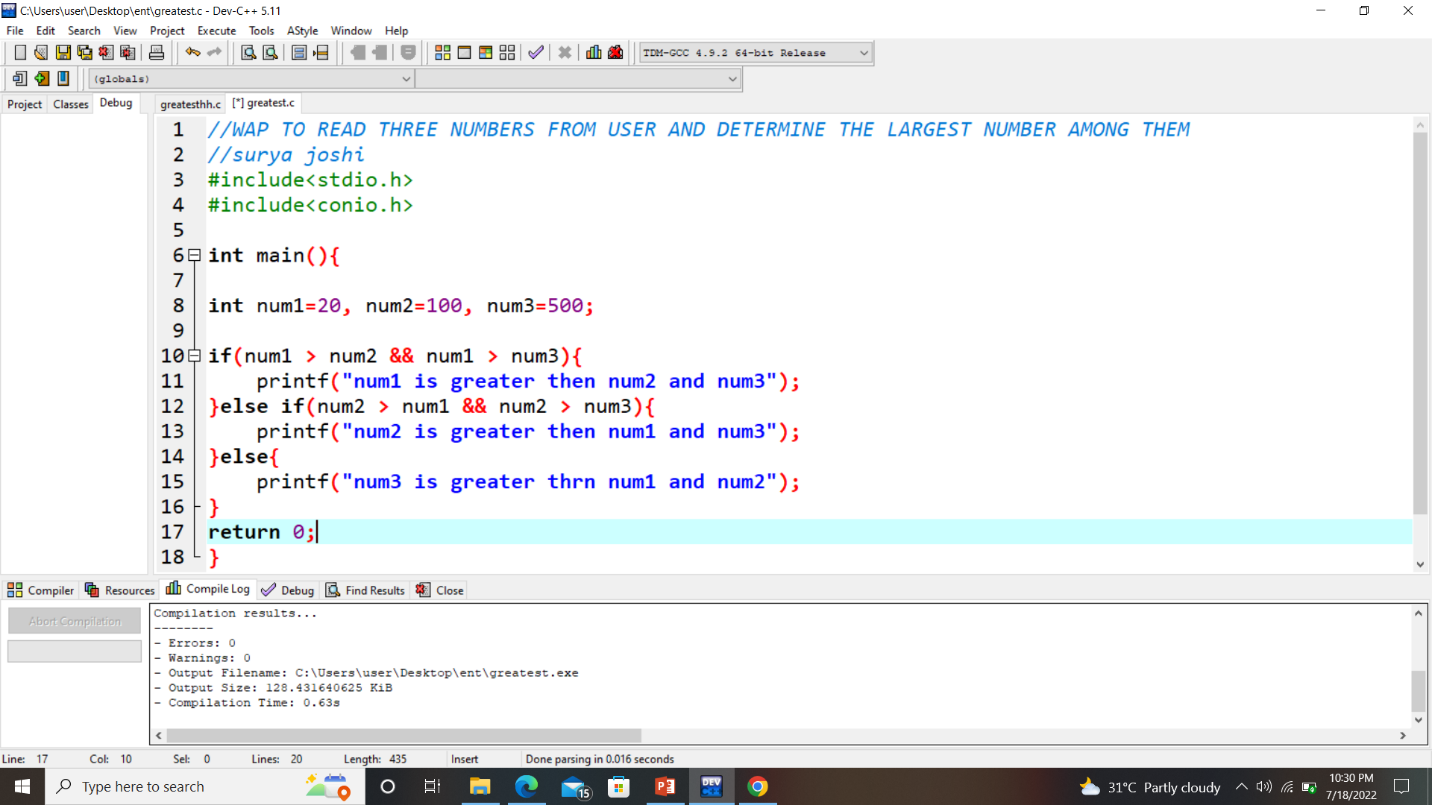 C:\Users\user\Desktop\ent\greatest.c - Dev-C++ 5.11
File Edit Search View Project Execute Tools AStyle Window Help
TDM-GCC 4.9.2 64-bit Release
(globals)
Project Classes Debug greatesthh.c [*] greatest.c
1 //WAP TO READ THREE NUMBERS FROM USER AND DETERMINE THE LARGEST NUMBER AMONG THEM
2 //surya joshi
3 #include<stdio.h>
4 #include<conio.h>
5
6 int main(){
7
8 int num1=20, num2=100, num3=500;
9
10 if(num1 > num2 && num1 > num3){
11     printf("num1 is greater then num2 and num3");
12 }else if(num2 > num1 && num2 > num3){
13     printf("num2 is greater then num1 and num3");
14 }else{
15     printf("num3 is greater thrn num1 and num2");
16 }
17 return 0;
18 }
Compiler Resources Compile Log Debug Find Results Close
Abort Compilation
Compilation results...
--------
- Errors: 0
- Warnings: 0
- Output Filename: C:\Users\user\Desktop\ent\greatest.exe
- Output Size: 128.431640625 KiB
- Compilation Time: 0.63s
Line: 17 Col: 10 Sel: 0 Lines: 20 Length: 435 Insert Done parsing in 0.016 seconds
Type here to search
15
DEV
31°C Partly cloudy
10:30 PM
7/18/2022